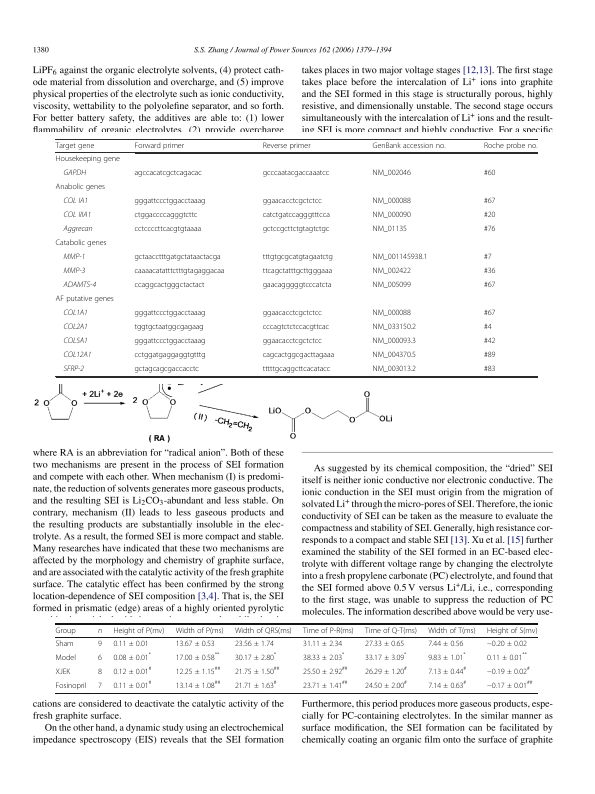 1380
S.S. Zhang / Journal of Power Sources 162 (2006) 1379–1394
LiPF6 against the organic electrolyte solvents, (4) protect cath-
ode material from dissolution and overcharge, and (5) improve
physical properties of the electrolyte such as ionic conductivity,
viscosity, wettability to the polyolefine separator, and so forth.
For better battery safety, the additives are able to: (1) lower
flammability of organic electrolytes, (2) provide overcharge
takes places in two major voltage stages [12,13]. The first stage
takes place before the intercalation of Li+ ions into graphite
and the SEI formed in this stage is structurally porous, highly
resistive, and dimensionally unstable. The second stage occurs
simultaneously with the intercalation of Li+ ions and the result-
ing SEI is more compact and highly conductive. For a specific
Target gene Forward primer Reverse primer GenBank accession no. Roche probe no.
Housekeeping gene
GAPDH agccacatcgctcagacac gcccaatacgaccaaatcc NM_002046 #60
Anabolic genes
COL IA1 gggattccctggacctaaag ggaacacctcgctctcc NM_000088 #67
COL IIIA1 ctggaccccagggtcttc catctgatccagggtttcca NM_000090 #20
Aggrecan cctccccttcacgtgtaaaa gctccgcttctgtagtctgc NM_01135 #76
Catabolic genes
MMP-1 gctaacctttgatgctataactacga tttgtgcgcatgtagaatctg NM_001145938.1 #7
MMP-3 caaaacatatttctttgtagaggacaa ttcagctatttgcttgggaaa NM_002422 #36
ADAMTS-4 ccaggcactgggctactact gaacagggggtcccatcta NM_005099 #67
AF putative genes
COL1A1 gggattccctggacctaaag ggaacacctcgctctcc NM_000088 #67
COL2A1 tggtgctaatggcgagaag cccagtctctccacgttcac NM_033150.2 #4
COL5A1 gggattccctggacctaaag ggaacacctcgctctcc NM_000093.3 #42
COL12A1 cctggatgaggaggtgtttg cagcactggcgacttagaaa NM_004370.5 #89
SFRP-2 gctagcagcgaccacctc tttttgcaggcttcacatacc NM_003013.2 #83
2 O O + 2Li+ + 2e 2 O O
(RA)
(II) -CH2=CH2
LiO O O O O OLi
where RA is an abbreviation for “radical anion”. Both of these
two mechanisms are present in the process of SEI formation
and compete with each other. When mechanism (I) is predomi-
nate, the reduction of solvents generates more gaseous products,
and the resulting SEI is Li2CO3-abundant and less stable. On
contrary, mechanism (II) leads to less gaseous products and
the resulting products are substantially insoluble in the elec-
trolyte. As a result, the formed SEI is more compact and stable.
Many researches have indicated that these two mechanisms are
affected by the morphology and chemistry of graphite surface,
and are associated with the catalytic activity of the fresh graphite
surface. The catalytic effect has been confirmed by the strong
location-dependence of SEI composition [3,4]. That is, the SEI
formed in prismatic (edge) areas of a highly oriented pyrolytic
As suggested by its chemical composition, the “dried” SEI
itself is neither ionic conductive nor electronic conductive. The
ionic conduction in the SEI must origin from the migration of
solvated Li+ through the micro-pores of SEI. Therefore, the ionic
conductivity of SEI can be taken as the measure to evaluate the
compactness and stability of SEI. Generally, high resistance cor-
responds to a compact and stable SEI [13]. Xu et al. [15] further
examined the stability of the SEI formed in an EC-based elec-
trolyte with different voltage range by changing the electrolyte
into a fresh propylene carbonate (PC) electrolyte, and found that
the SEI formed above 0.5 V versus Li+/Li, i.e., corresponding
to the first stage, was unable to suppress the reduction of PC
molecules. The information described above would be very use-
Group n Height of P(mv) Width of P(ms) Width of QRS(ms) Time of P-R(ms) Time of Q-T(ms) Width of T(ms) Height of S(mv)
Sham 9 0.11 ± 0.01 13.67 ± 0.53 23.56 ± 1.74 31.11 ± 2.34 27.33 ± 0.65 7.44 ± 0.56 −0.20 ± 0.02
Model 6 0.08 ± 0.01* 17.00 ± 0.58** 30.17 ± 2.80* 38.33 ± 2.03* 33.17 ± 3.09* 9.83 ± 1.01* 0.11 ± 0.01**
XJEK 8 0.12 ± 0.01# 12.25 ± 1.15## 21.75 ± 1.50## 25.50 ± 2.92## 26.29 ± 1.20# 7.13 ± 0.44# −0.19 ± 0.02#
Fosinopril 7 0.11 ± 0.01# 13.14 ± 1.08## 21.71 ± 1.63# 23.71 ± 1.41## 24.50 ± 2.00# 7.14 ± 0.63# −0.17 ± 0.01##
cations are considered to deactivate the catalytic activity of the
fresh graphite surface.
On the other hand, a dynamic study using an electrochemical
impedance spectroscopy (EIS) reveals that the SEI formation
Furthermore, this period produces more gaseous products, espe-
cially for PC-containing electrolytes. In the similar manner as
surface modification, the SEI formation can be facilitated by
chemically coating an organic film onto the surface of graphite